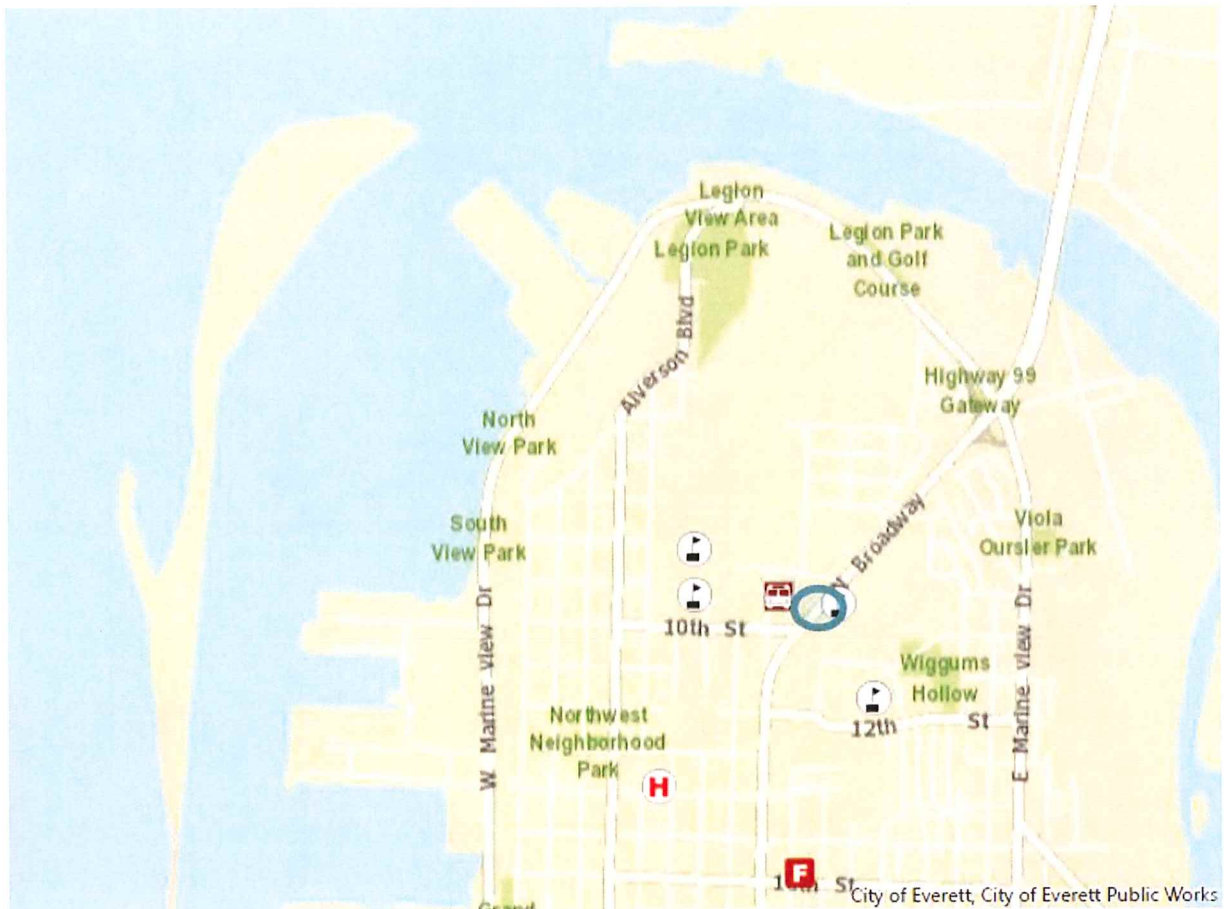 Legion
View Area
Legion Park
Legion Park
and Golf
Course
Alverson Blvd
Highway 99
Gateway
North
View Park
South
View Park
N Broadway
Viola
Oursler Park
10th St
W Marine View Dr
E Marine View Dr
Wiggums
Hollow
12th St
Northwest
Neighborhood
Park
H
F
St
Grand
City of Everett, City of Everett Public Works